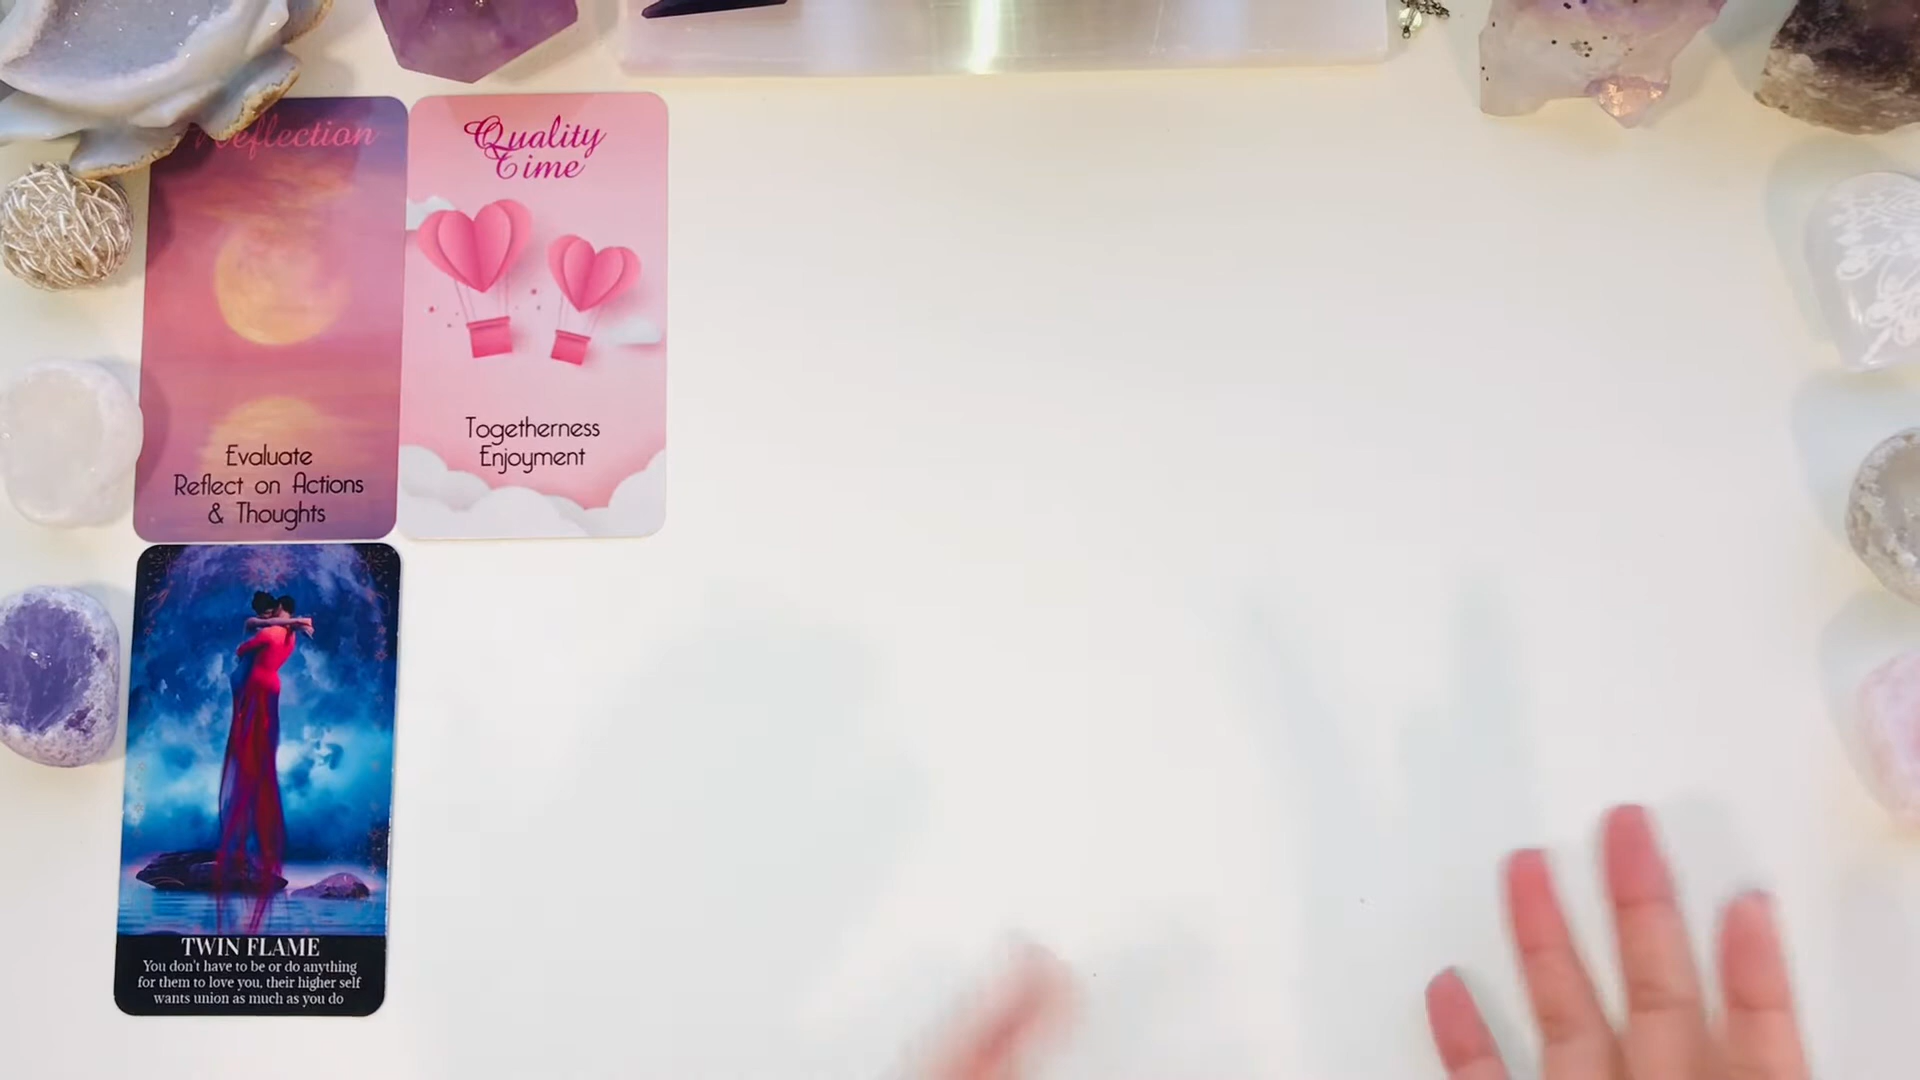 Reflection
Evaluate
Reflect on Actions
& Thoughts
Quality
Time
Togetherness
Enjoyment
TWIN FLAME
You don't have to be or do anything
for them to love you, their higher self
wants union as much as you do